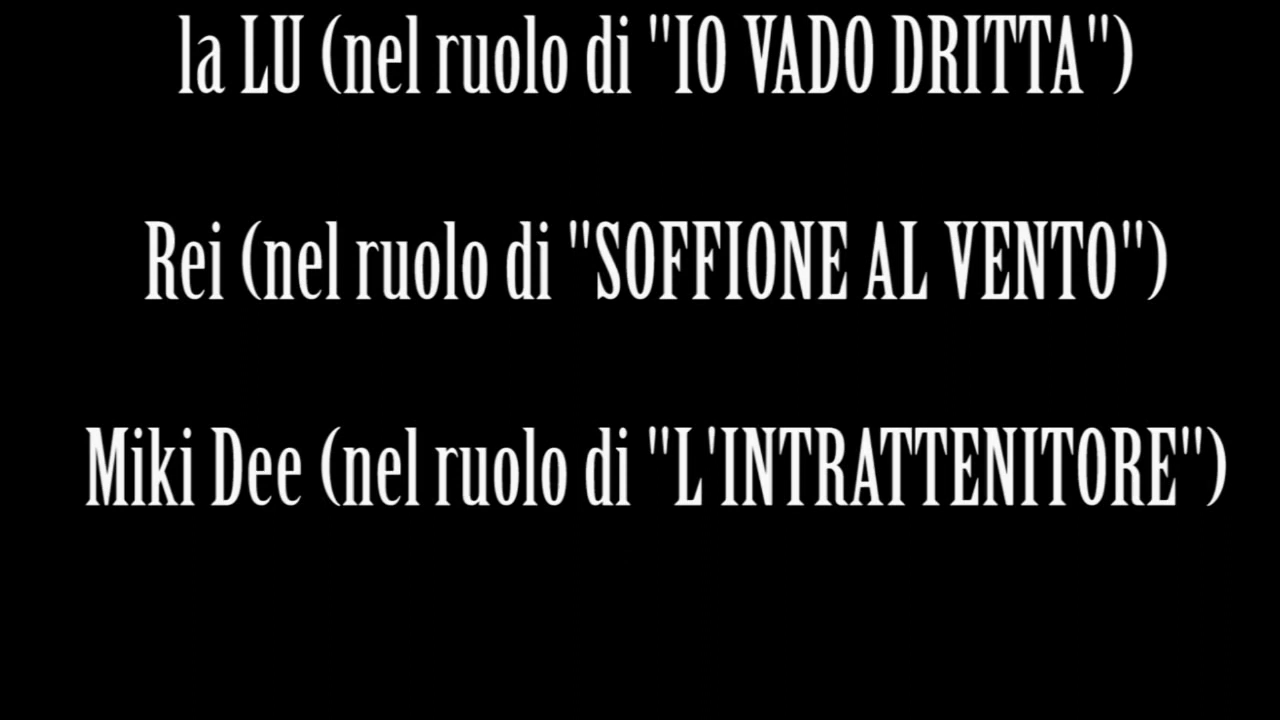 la LU (nel ruolo di "IO VADO DRITTA")
Rei (nel ruolo di "SOFFIONE AL VENTO")
Miki Dee (nel ruolo di "L'INTRATTENITORE")